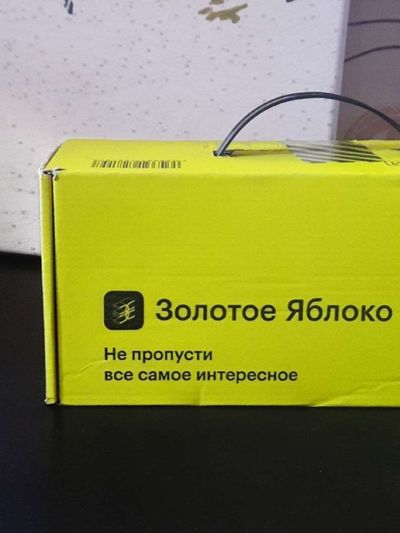 Золотое Яблоко
Не пропусти
все самое интересное